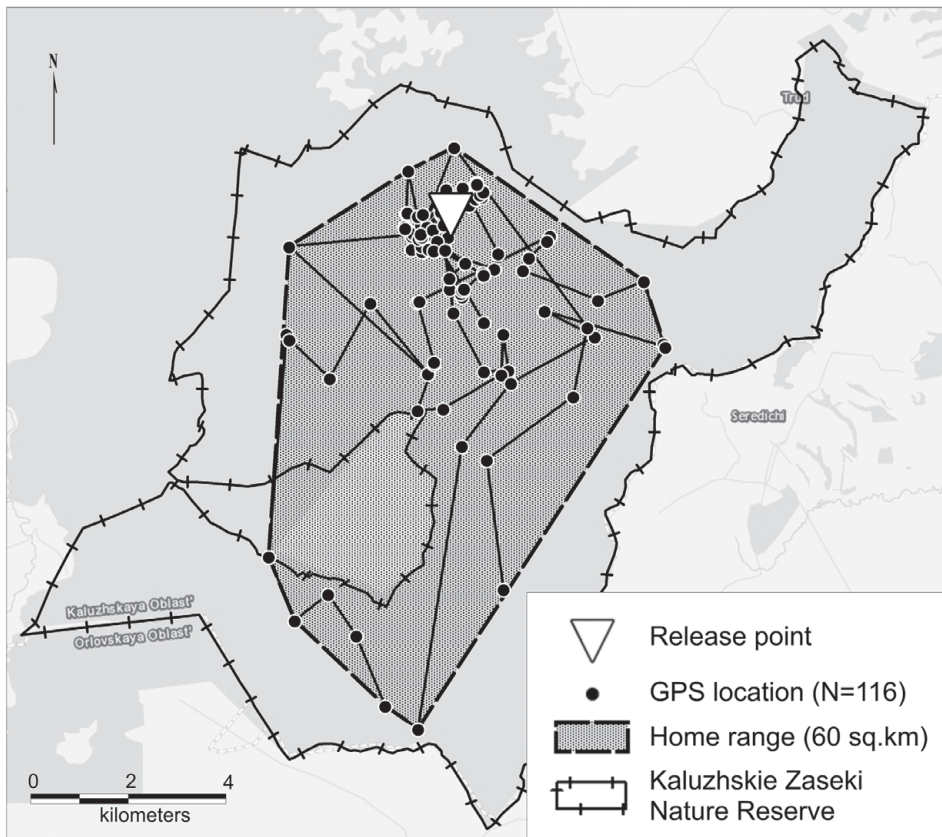 N
Trud
Seredichi
Kaluzhskaya Oblast'
Orlovskaya Oblast'
Release point
GPS location (N=116)
Home range (60 sq.km)
Kaluzhskie Zaseki
Nature Reserve
0 2 4
kilometers